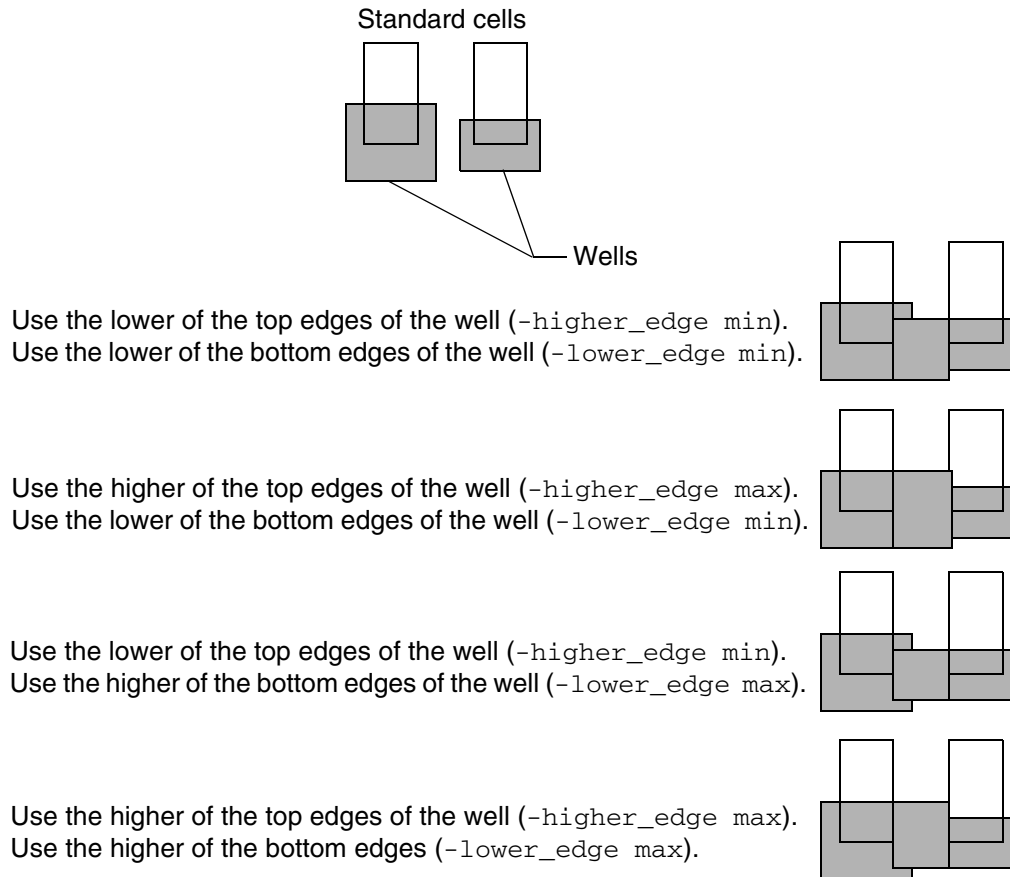 Standard cells
Wells
Use the lower of the top edges of the well (-higher_edge min).
Use the lower of the bottom edges of the well (-lower_edge min).
Use the higher of the top edges of the well (-higher_edge max).
Use the lower of the bottom edges of the well (-lower_edge min).
Use the lower of the top edges of the well (-higher_edge min).
Use the higher of the bottom edges of the well (-lower_edge max).
Use the higher of the top edges of the well (-higher_edge max).
Use the higher of the bottom edges (-lower_edge max).